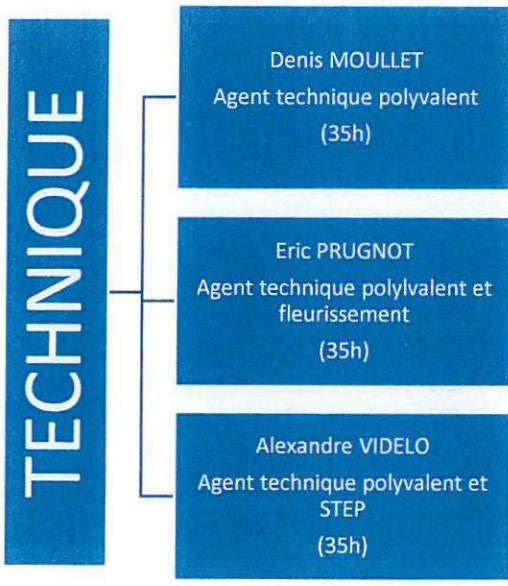 TECHNIQUE
Denis MOULLET
Agent technique polyvalent
(35h)
Eric PRUGNOT
Agent technique polylvalent et
fleurissement
(35h)
Alexandre VIDELO
Agent technique polyvalent et
STEP
(35h)